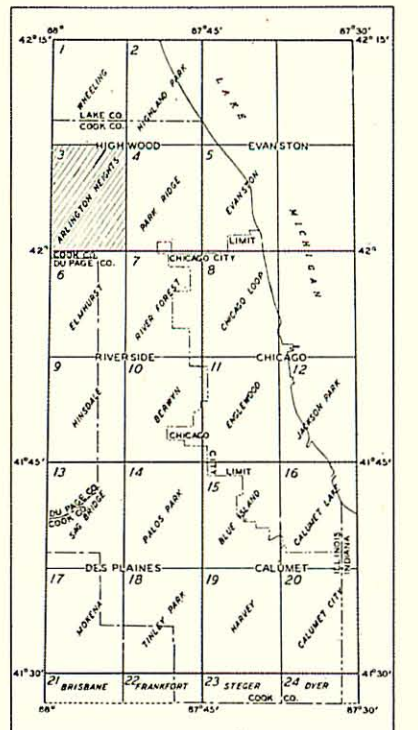 88° 87°45' 87°30'
42°15' 42°15'
1 2
WHEELING HIGHLAND PARK LAKE
LAKE CO.
COOK CO.
3 HIGHWOOD 4 5 EVANSTON
ARLINGTON HEIGHTS PARK RIDGE EVANSTON MICHIGAN
LIMIT
42° 42°
COOK CO. CHICAGO CITY
DU PAGE CO.
6 7 8
ELMHURST RIVER FOREST CHICAGO LOOP
9 RIVERSIDE 10 11 CHICAGO 12
HINSDALE BERWYN ENGLEWOOD JACKSON PARK
CHICAGO
41°45' 41°45'
CITY
13 14 15 LIMIT 16
DU PAGE CO.
COOK CO.
SAG BRIDGE PALOS PARK BLUE ISLAND CALUMET LAKE
ILLINOIS
INDIANA
17 DES PLAINES 18 19 CALUMET 20
MOKENA TINLEY PARK HARVEY CALUMET CITY
41°30' 41°30'
21 BRISBANE 22 FRANKFORT 23 STEGER 24 DYER
COOK CO.
88° 87°45' 87°30'